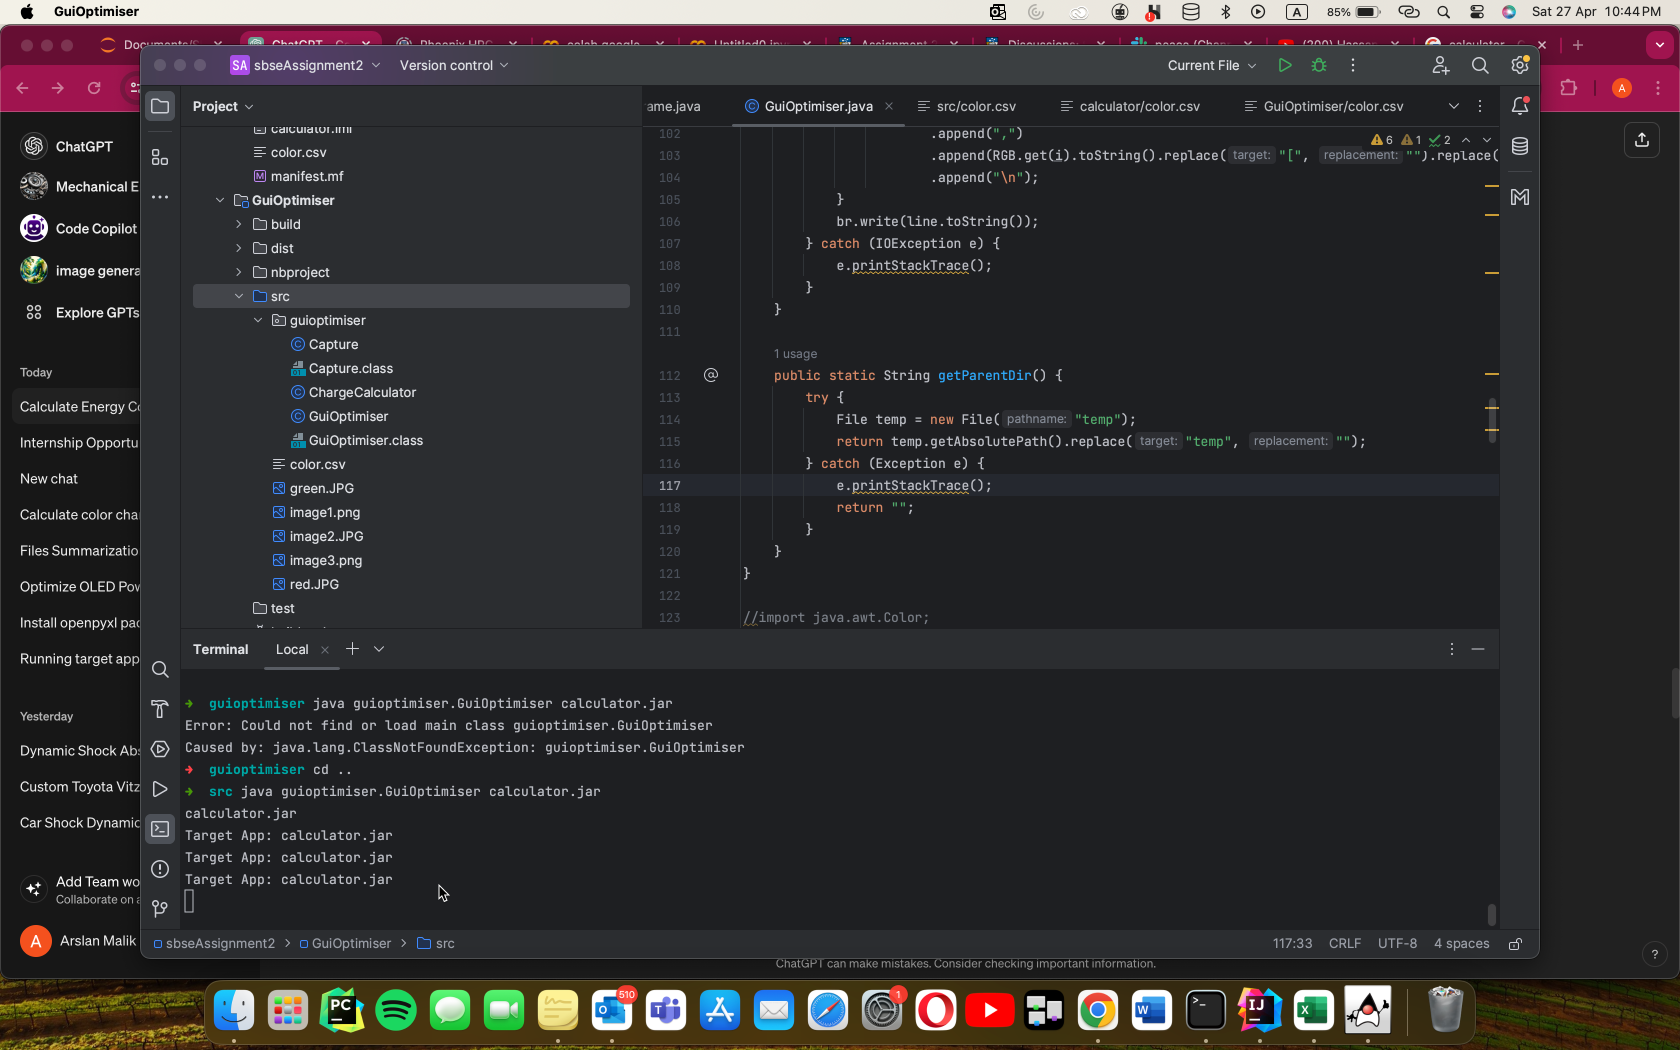 GuiOptimiser
85%
Sat 27 Apr 10:44 PM
Documents/S
ChatGPT - C
Phoenix HPC
colab google
Untitled0.ipy
Assignment
Discussions
(200)
calculator
SA sbseAssignment2
Version control
Current File
A
Project
ame.java
GuiOptimiser.java
src/color.csv
calculator/color.csv
GuiOptimiser/color.csv
ChatGPT
Mechanical E
Code Copilot
image genera
Explore GPTs
Today
Calculate Energy Co
Internship Opportu
New chat
Calculate color cha
Files Summarizatio
Optimize OLED Pow
Install openpyxl pac
Running target app
Yesterday
Dynamic Shock Abs
Custom Toyota Vitz
Car Shock Dynamic
Add Team wo
Collaborate on a
A Arslan Malik
calculator.iml
color.csv
manifest.mf
GuiOptimiser
build
dist
nbproject
src
guioptimiser
Capture
Capture.class
ChargeCalculator
GuiOptimiser
GuiOptimiser.class
color.csv
green.JPG
image1.png
image2.JPG
image3.png
red.JPG
test
6 1 2
102 .append(",")
103 .append(RGB.get(i).toString().replace( target: "[", replacement: "").replace(
104 .append("\n");
105 }
106 br.write(line.toString());
107 } catch (IOException e) {
108 e.printStackTrace();
109 }
110 }
111
1 usage
112 @ public static String getParentDir() {
113 try {
114 File temp = new File( pathname: "temp");
115 return temp.getAbsolutePath().replace( target: "temp", replacement: "");
116 } catch (Exception e) {
117 e.printStackTrace();
118 return "";
119 }
120 }
121 }
122
123 //import java.awt.Color;
Terminal
Local
➜ guioptimiser java guioptimiser.GuiOptimiser calculator.jar
Error: Could not find or load main class guioptimiser.GuiOptimiser
Caused by: java.lang.ClassNotFoundException: guioptimiser.GuiOptimiser
➜ guioptimiser cd ..
➜ src java guioptimiser.GuiOptimiser calculator.jar
calculator.jar
Target App: calculator.jar
Target App: calculator.jar
Target App: calculator.jar
sbseAssignment2 > GuiOptimiser > src
117:33 CRLF UTF-8 4 spaces
ChatGPT can make mistakes. Consider checking important information.
?
PC
510
1
W
IJ
X